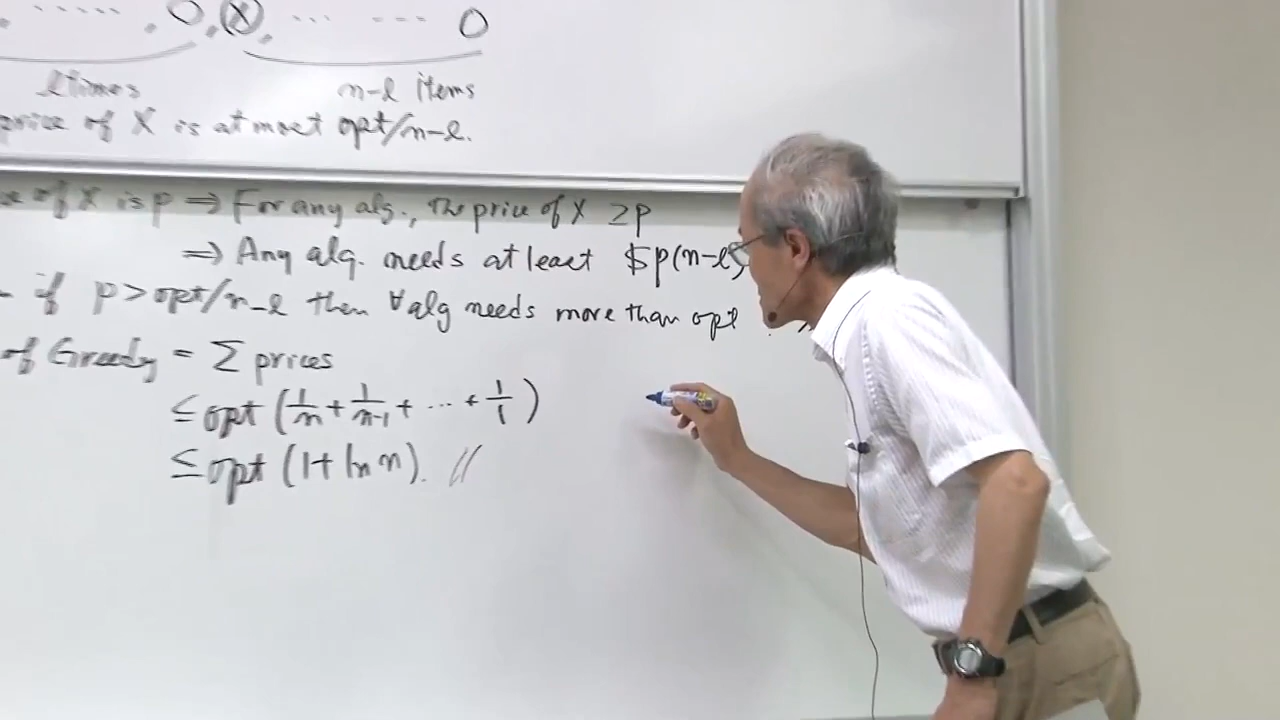 . ..... . O, Ⓧ, ... --- O
l times n-l items
price of X is at most opt/n-l.
of X is p ⇒ For any alg., the price of X ≥p
⇒ Any alg. needs at least $p(n-l)
if p>opt/n-l then ∀alg needs more than opt
of Greedy = Σ prices
≤ opt (1/n + 1/n-1 + ... + 1/1)
≤ opt (1+ ln n). //